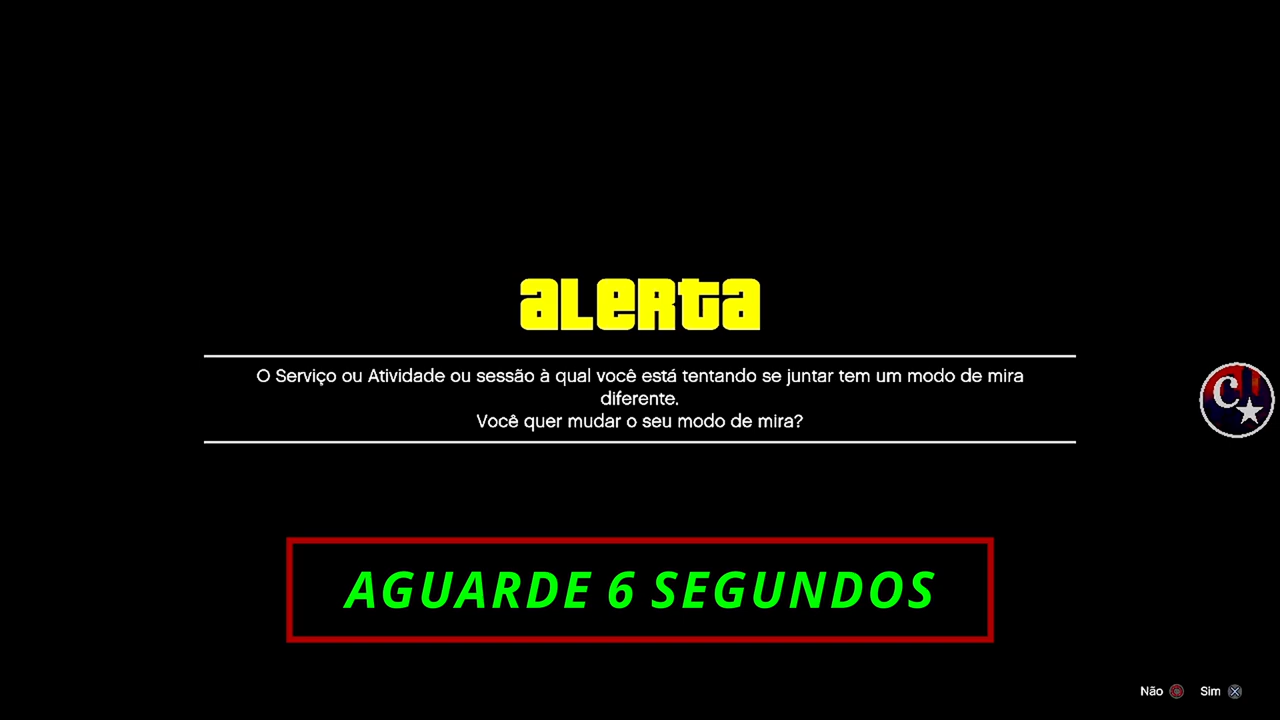 ALERTA
O Serviço ou Atividade ou sessão à qual você está tentando se juntar tem um modo de mira
diferente.
Você quer mudar o seu modo de mira?
C
AGUARDE 6 SEGUNDOS
Não Sim